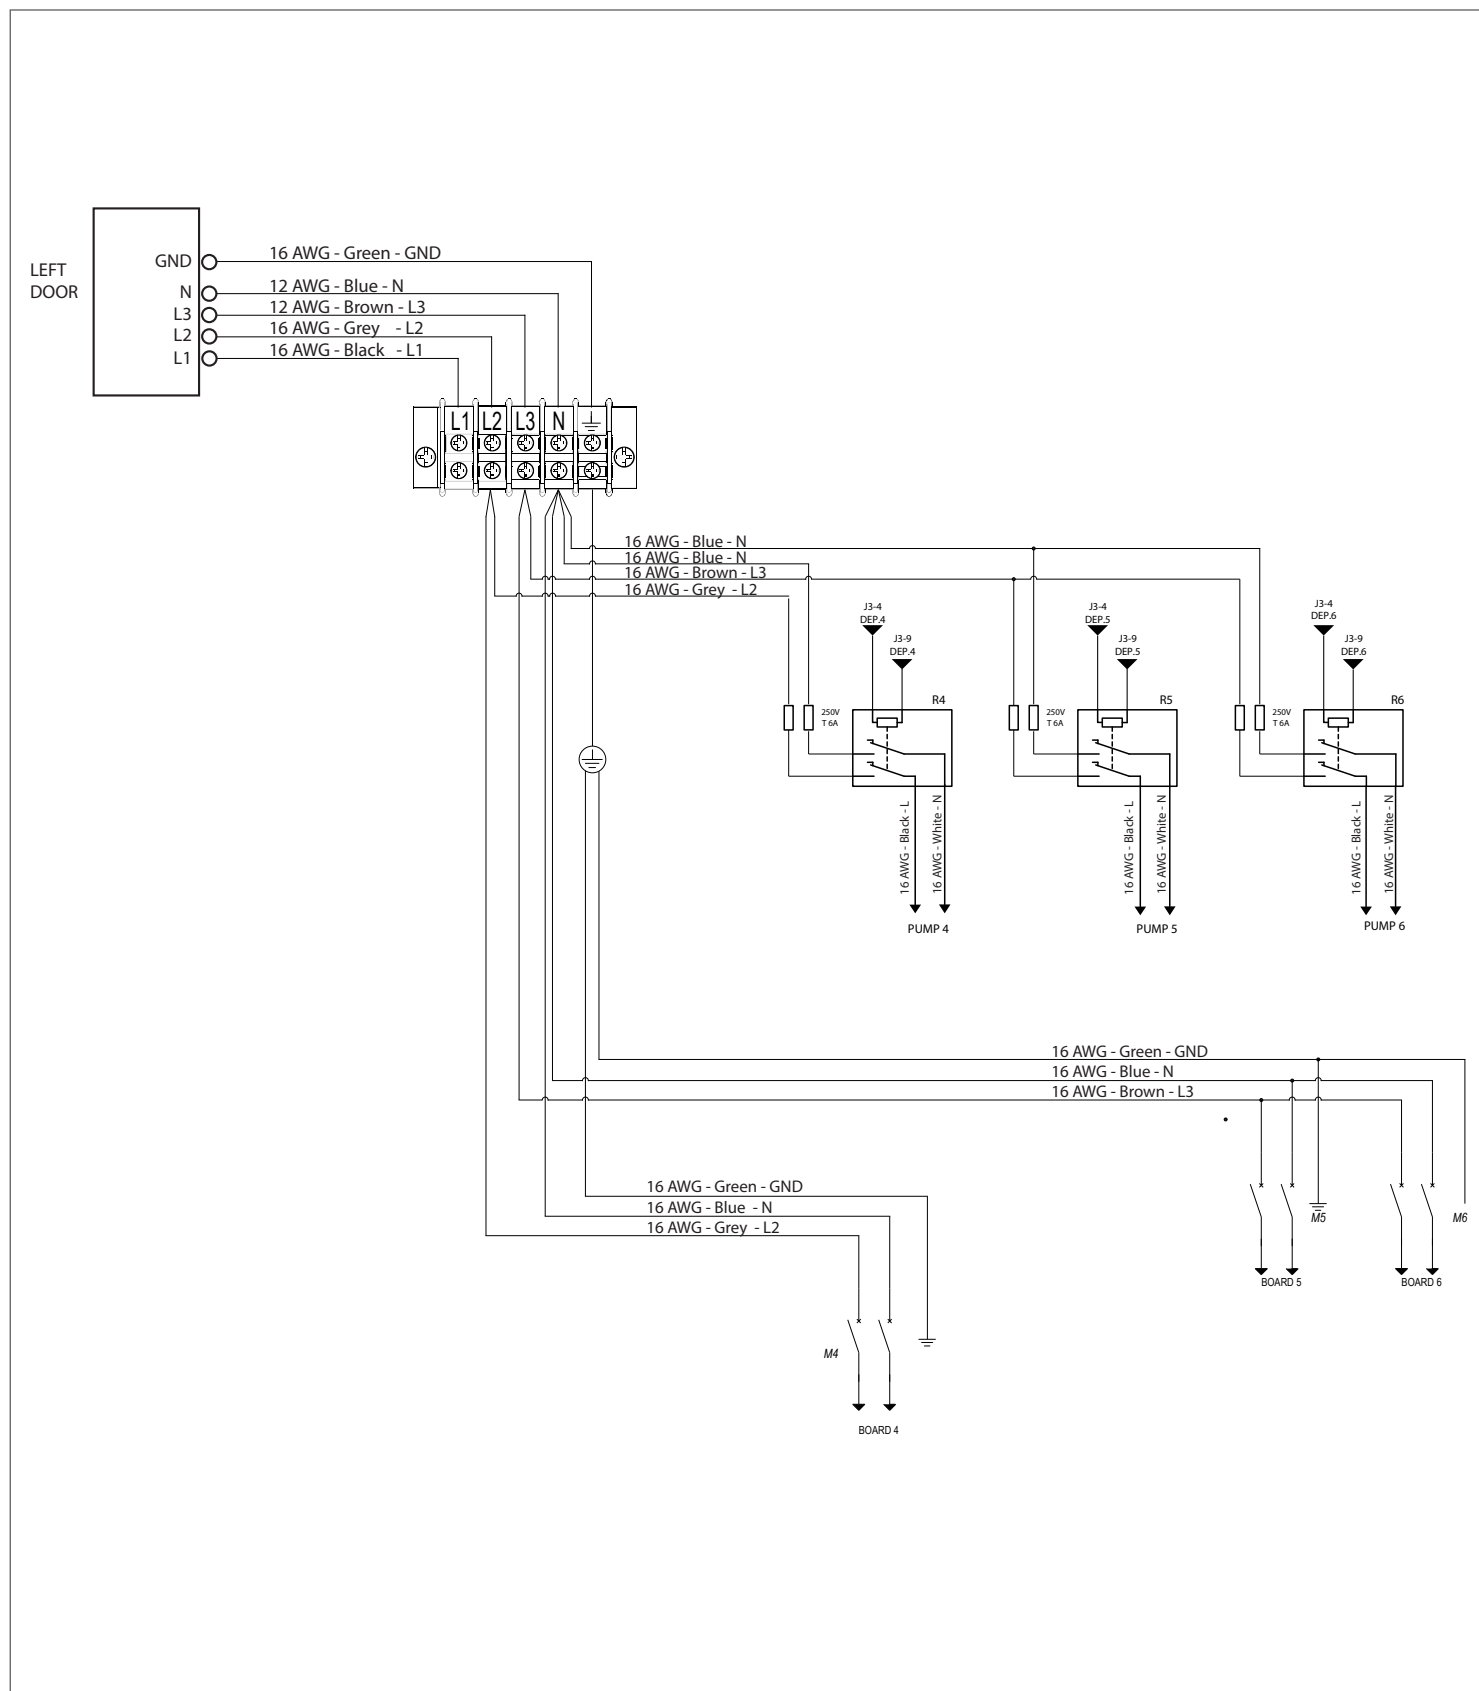 LEFT
DOOR
GND
N
L3
L2
L1
16 AWG - Green - GND
12 AWG - Blue - N
12 AWG - Brown - L3
16 AWG - Grey - L2
16 AWG - Black - L1
L1 L2 L3 N
16 AWG - Blue - N
16 AWG - Blue - N
16 AWG - Brown - L3
16 AWG - Grey - L2
J3-4
DEP.4
J3-9
DEP.4
R4
250V
T 6A
16 AWG - Black - L
16 AWG - White - N
PUMP 4
J3-4
DEP.5
J3-9
DEP.5
R5
250V
T 6A
16 AWG - Black - L
16 AWG - White - N
PUMP 5
J3-4
DEP.6
J3-9
DEP.6
R6
250V
T 6A
16 AWG - Black - L
16 AWG - White - N
PUMP 6
16 AWG - Green - GND
16 AWG - Blue - N
16 AWG - Brown - L3
M5
M6
BOARD 5
BOARD 6
16 AWG - Green - GND
16 AWG - Blue - N
16 AWG - Grey - L2
M4
BOARD 4